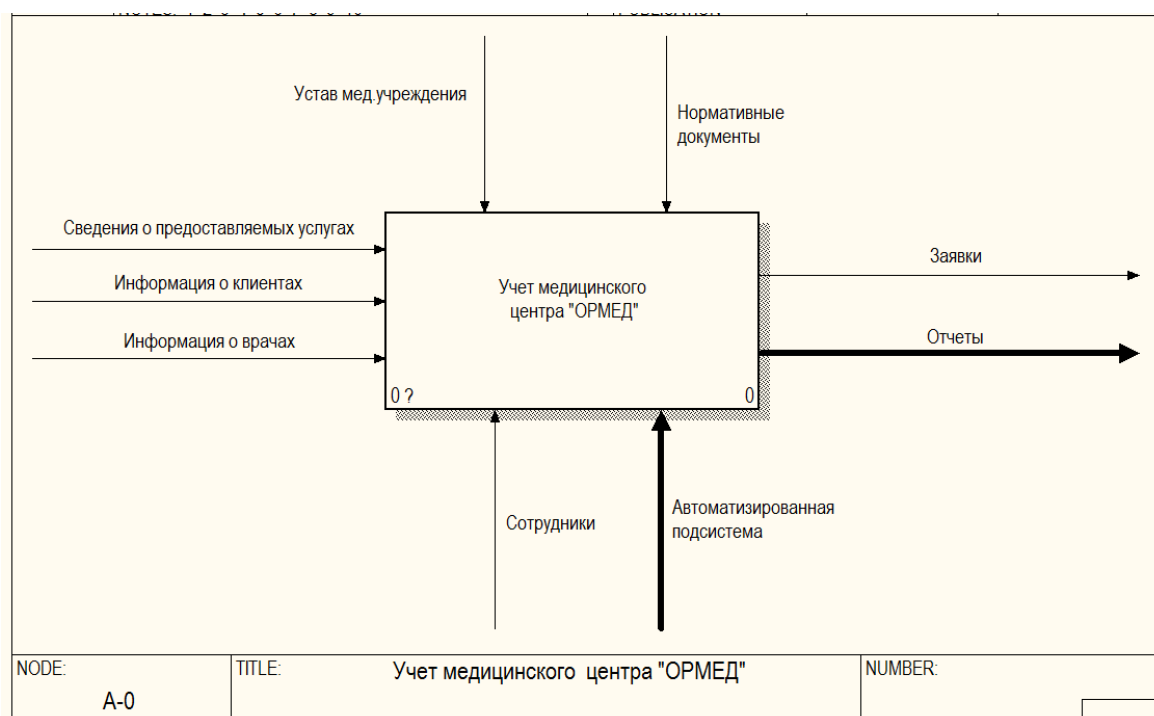 Устав мед.учреждения
Нормативные
документы
Сведения о предоставляемых услугах
Информация о клиентах
Информация о врачах
Учет медицинского
центра "ОРМЕД"
0 ?
0
Заявки
Отчеты
Сотрудники
Автоматизированная
подсистема
NODE:
TITLE:
Учет медицинского центра "ОРМЕД"
NUMBER:
A-0